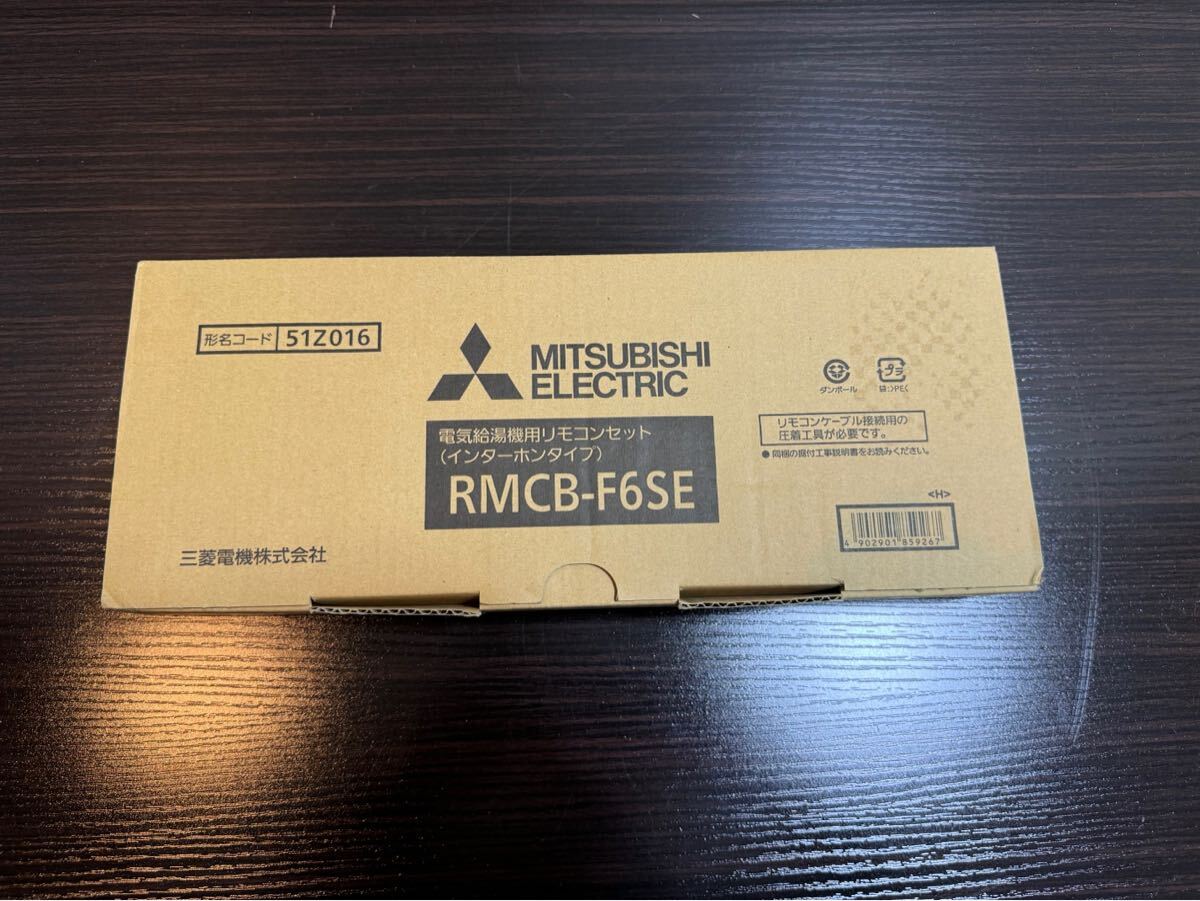 形名コード 51Z016
MITSUBISHI
ELECTRIC
電気給湯機用リモコンセット
(インターホンタイプ)
RMCB-F6SE
三菱電機株式会社
ダンボール
プラ
袋:>PE<
リモコンケーブル接続用の
圧着工具が必要です。
●同梱の据付工事説明書をお読みください。
<H>
4 902901 859267